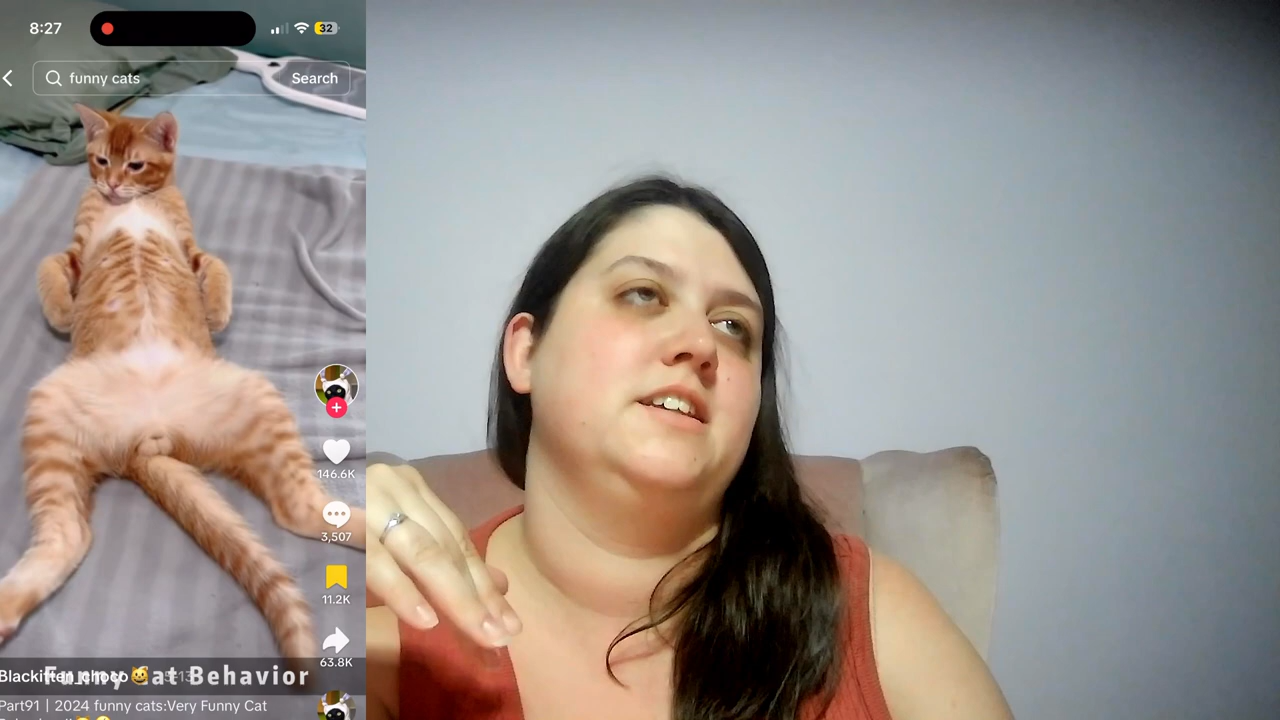 8:27
32
funny cats
Search
146.6K
3,507
11.2K
63.8K
Funny Cat Behavior
Blackitten_choco
Part91 | 2024 funny cats:Very Funny Cat